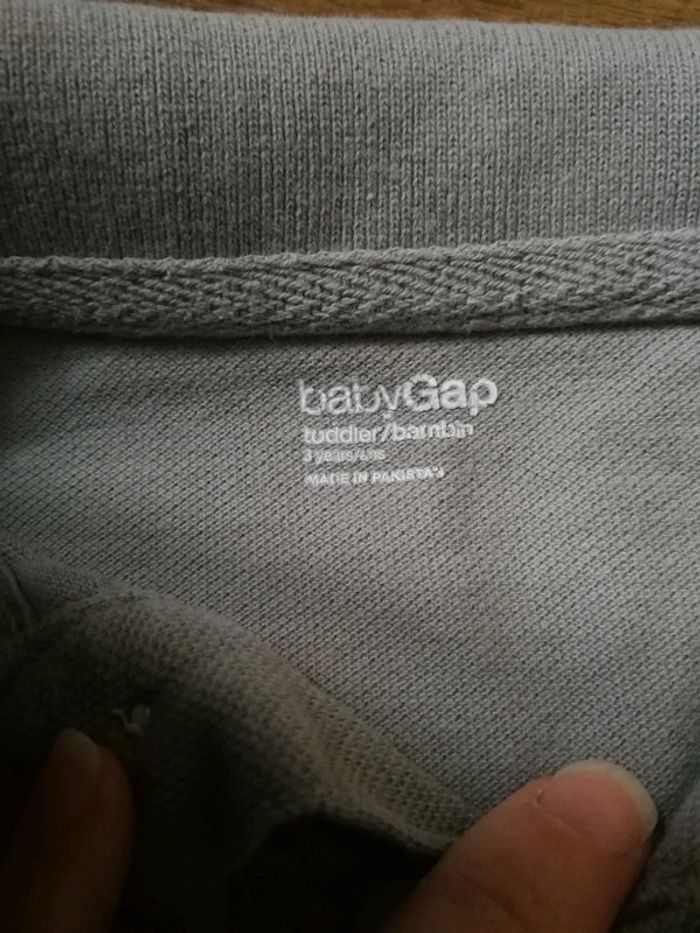 babyGap
toddler/bambin
3 years/ans
MADE IN PAKISTAN